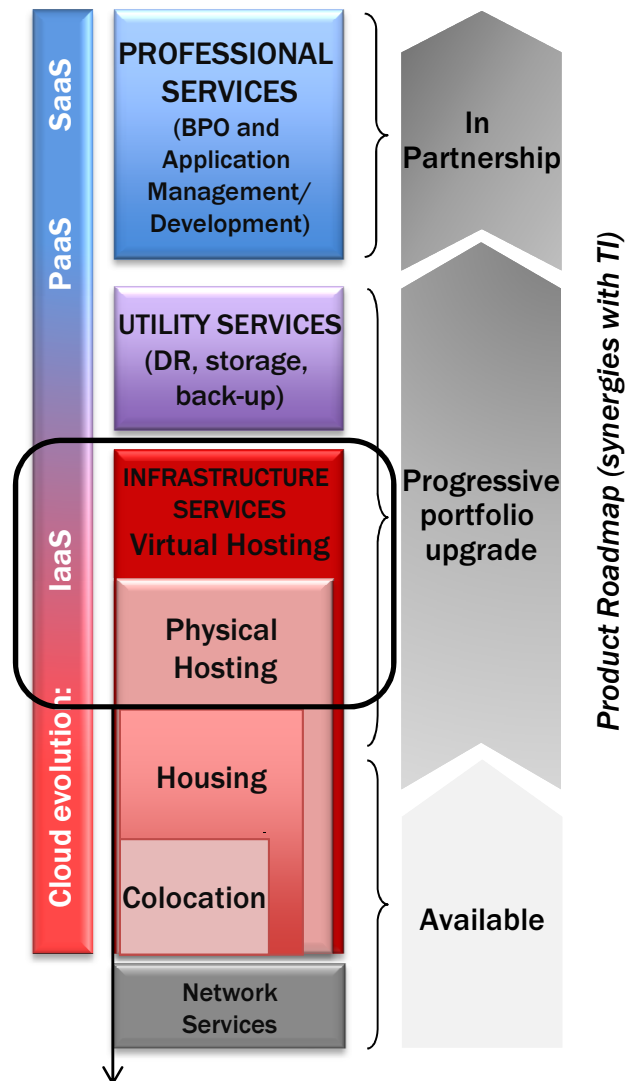 SaaS
PaaS
IaaS
Cloud evolution:
PROFESSIONAL
SERVICES
(BPO and
Application
Management/
Development)
UTILITY SERVICES
(DR, storage,
back-up)
INFRASTRUCTURE
SERVICES
Virtual Hosting
Physical
Hosting
Housing
Colocation
Network
Services
In
Partnership
Progressive
portfolio
upgrade
Available
Product Roadmap (synergies with TI)